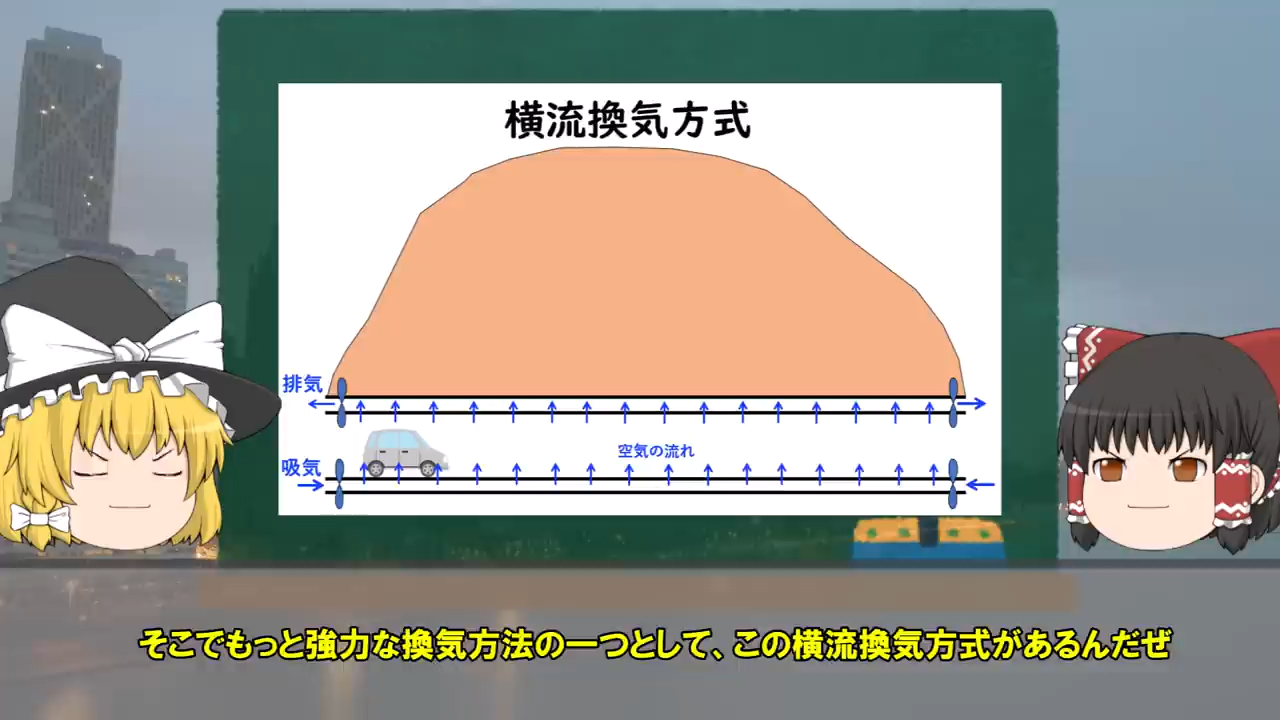 横流換気方式
排気
空気の流れ
吸気
そこでもっと強力な換気方法の一つとして、この横流換気方式があるんだぜ